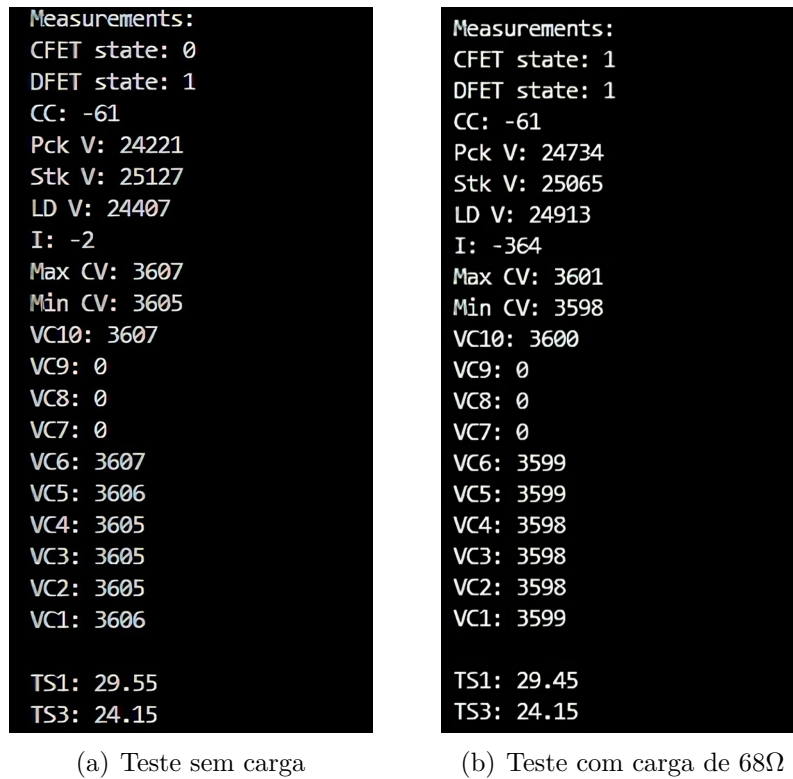 Measurements:
CFET state: 0
DFET state: 1
CC: -61
Pck V: 24221
Stk V: 25127
LD V: 24407
I: -2
Max CV: 3607
Min CV: 3605
VC10: 3607
VC9: 0
VC8: 0
VC7: 0
VC6: 3607
VC5: 3606
VC4: 3605
VC3: 3605
VC2: 3605
VC1: 3606
TS1: 29.55
TS3: 24.15
(a) Teste sem carga
Measurements:
CFET state: 1
DFET state: 1
CC: -61
Pck V: 24734
Stk V: 25065
LD V: 24913
I: -364
Max CV: 3601
Min CV: 3598
VC10: 3600
VC9: 0
VC8: 0
VC7: 0
VC6: 3599
VC5: 3599
VC4: 3598
VC3: 3598
VC2: 3598
VC1: 3599
TS1: 29.45
TS3: 24.15
(b) Teste com carga de 68Ω